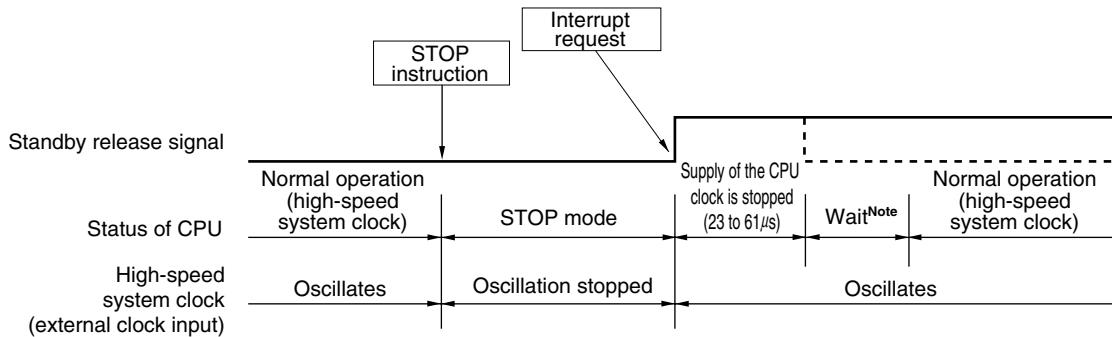 Interrupt
request
STOP
instruction
Standby release signal
Supply of the CPU
clock is stopped
(23 to 61μs)
Normal operation
(high-speed
system clock)
Normal operation
(high-speed
system clock)
Status of CPU
STOP mode
WaitNote
High-speed
system clock
(external clock input)
Oscillates
Oscillation stopped
Oscillates